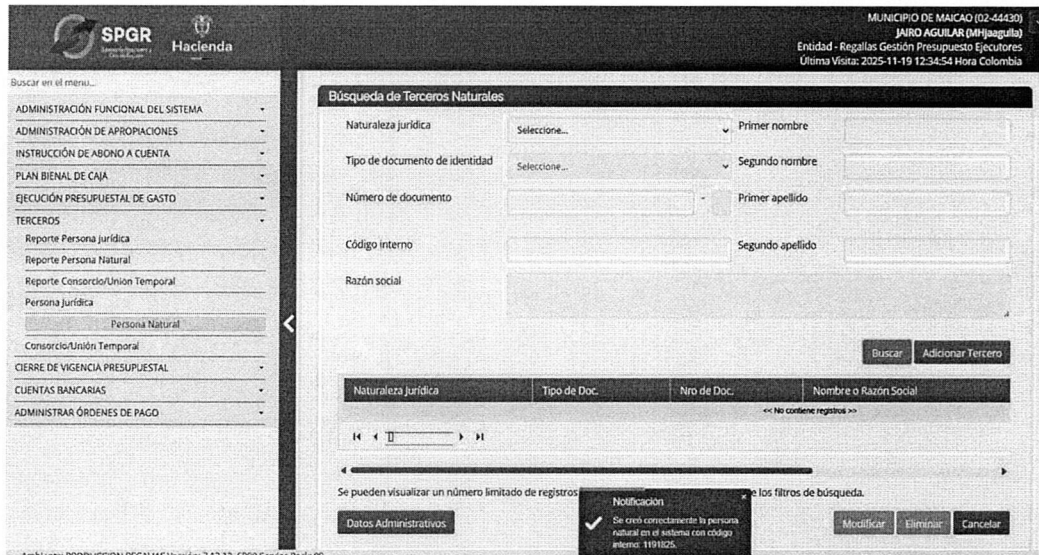 SPGR
Hacienda
MUNICIPIO DE MAICAO (02-44430)
JAIRO AGUILAR (MHjaaguila)
Entidad - Regalías Gestión Presupuesto Ejecutores
Última Visita: 2025-11-19 12:34:54 Hora Colombia
Buscar en el menu...
ADMINISTRACIÓN FUNCIONAL DEL SISTEMA
ADMINISTRACIÓN DE APROPIACIONES
INSTRUCCIÓN DE ABONO A CUENTA
PLAN BIENAL DE CAJA
EJECUCIÓN PRESUPUESTAL DE GASTO
TERCEROS
Reporte Persona Jurídica
Reporte Persona Natural
Reporte Consorcio/Unión Temporal
Persona Jurídica
Persona Natural
Consorcio/Unión Temporal
CIERRE DE VIGENCIA PRESUPUESTAL
CUENTAS BANCARIAS
ADMINISTRAR ÓRDENES DE PAGO
Búsqueda de Terceros Naturales
Naturaleza jurídica Seleccione... Primer nombre
Tipo de documento de identidad Seleccione... Segundo nombre
Número de documento - Primer apellido
Código interno Segundo apellido
Razón social
Buscar Adicionar Tercero
Naturaleza Jurídica Tipo de Doc. Nro de Doc. Nombre o Razón Social
<< No contiene registros >>
Se pueden visualizar un número limitado de registros e los filtros de búsqueda.
Notificación
Se creó correctamente la persona
natural en el sistema con código
interno: 1191825.
Datos Administrativos Modificar Eliminar Cancelar